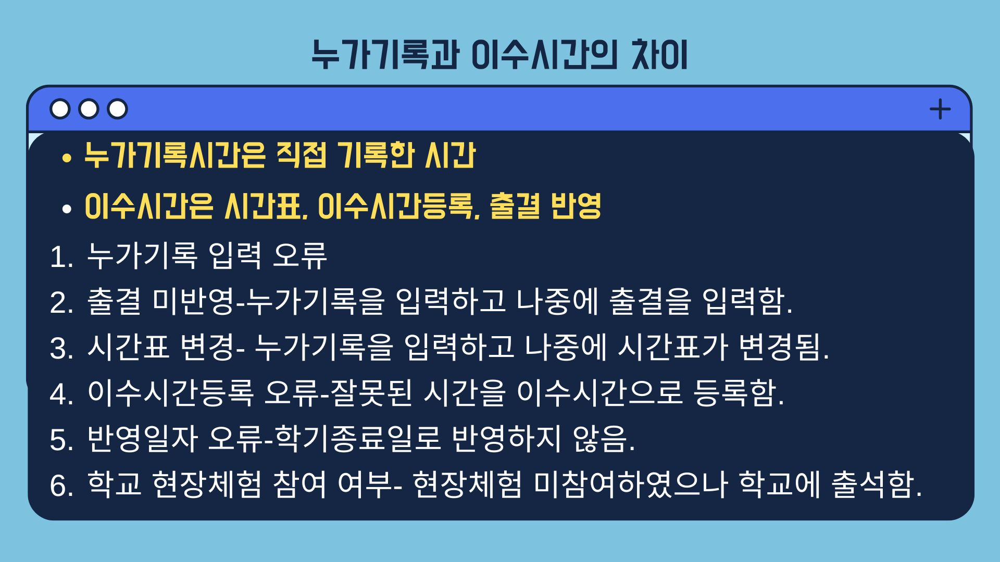 누가기록과 이수시간의 차이
• 누가기록시간은 직접 기록한 시간
• 이수시간은 시간표, 이수시간등록, 출결 반영
1. 누가기록 입력 오류
2. 출결 미반영-누가기록을 입력하고 나중에 출결을 입력함.
3. 시간표 변경- 누가기록을 입력하고 나중에 시간표가 변경됨.
4. 이수시간등록 오류-잘못된 시간을 이수시간으로 등록함.
5. 반영일자 오류-학기종료일로 반영하지 않음.
6. 학교 현장체험 참여 여부- 현장체험 미참여하였으나 학교에 출석함.